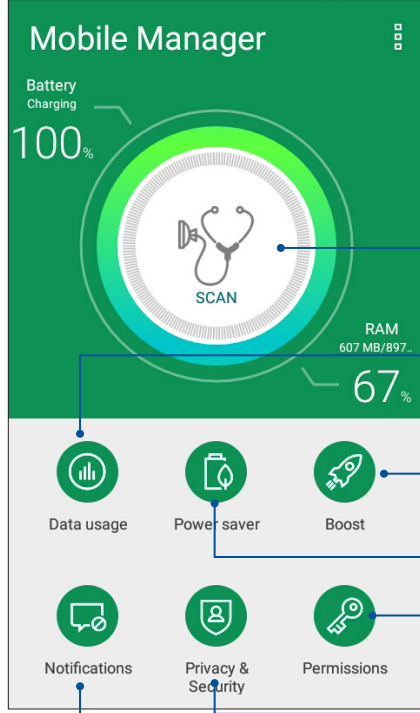 Mobile Manager
Battery
Charging
100%
SCAN
RAM
607 MB/897..
67%
Data usage
Power saver
Boost
Notifications
Privacy &
Security
Permissions